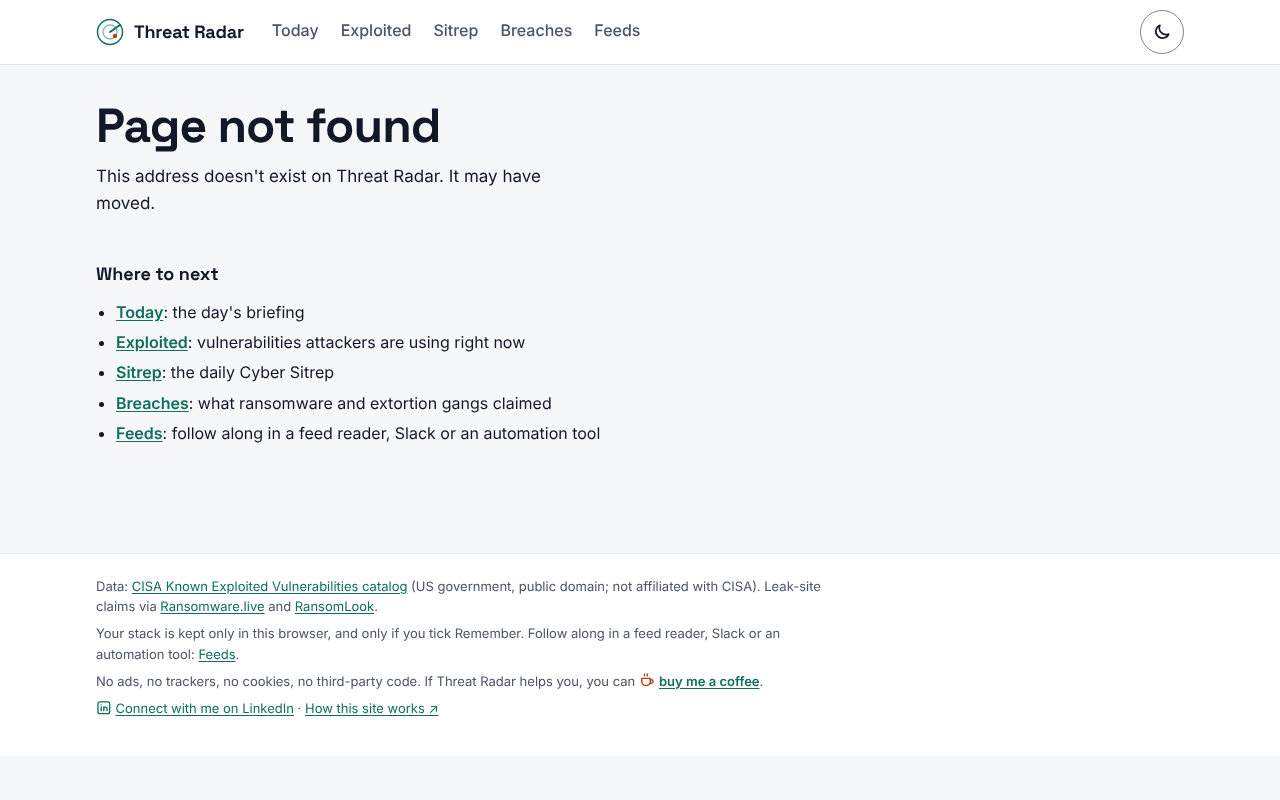 Threat Radar
Today
Exploited
Sitrep
Breaches
Feeds
Page not found
This address doesn't exist on Threat Radar. It may have
moved.
Where to next
Today: the day's briefing
Exploited: vulnerabilities attackers are using right now
Sitrep: the daily Cyber Sitrep
Breaches: what ransomware and extortion gangs claimed
Feeds: follow along in a feed reader, Slack or an automation tool
Data: CISA Known Exploited Vulnerabilities catalog (US government, public domain; not affiliated with CISA). Leak-site
claims via Ransomware.live and RansomLook.
Your stack is kept only in this browser, and only if you tick Remember. Follow along in a feed reader, Slack or an
automation tool: Feeds.
No ads, no trackers, no cookies, no third-party code. If Threat Radar helps you, you can buy me a coffee.
Connect with me on LinkedIn · How this site works ↗